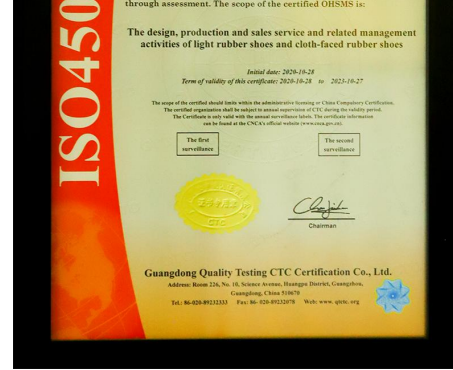 ISO450
through assessment. The scope of the certified OHSMS is:
The design, production and sales service and related management
activities of light rubber shoes and cloth-faced rubber shoes
Initial date: 2020-10-28
Term of validity of this certificate: 2020-10-28 to 2023-10-27
The scope of the certified should limits within the administrative licensing or China Compulsory Certification.
The certified organization shall be subject to annual supervision of CTC during the validity period.
The Certificate is only valid with the annual surveillance labels. The certificate information
can be found at the CNCA's official website (www.cnca.gov.cn).
The first
surveillance
The second
surveillance
CTC
Chairman
Guangdong Quality Testing CTC Certification Co., Ltd.
Address: Room 226, No. 10, Science Avenue, Huangpu District, Guangzhou,
Guangdong, China 510670
Tel.: 86-020-89232333 Fax: 86-020-89232078 Web: www. qtctc. org